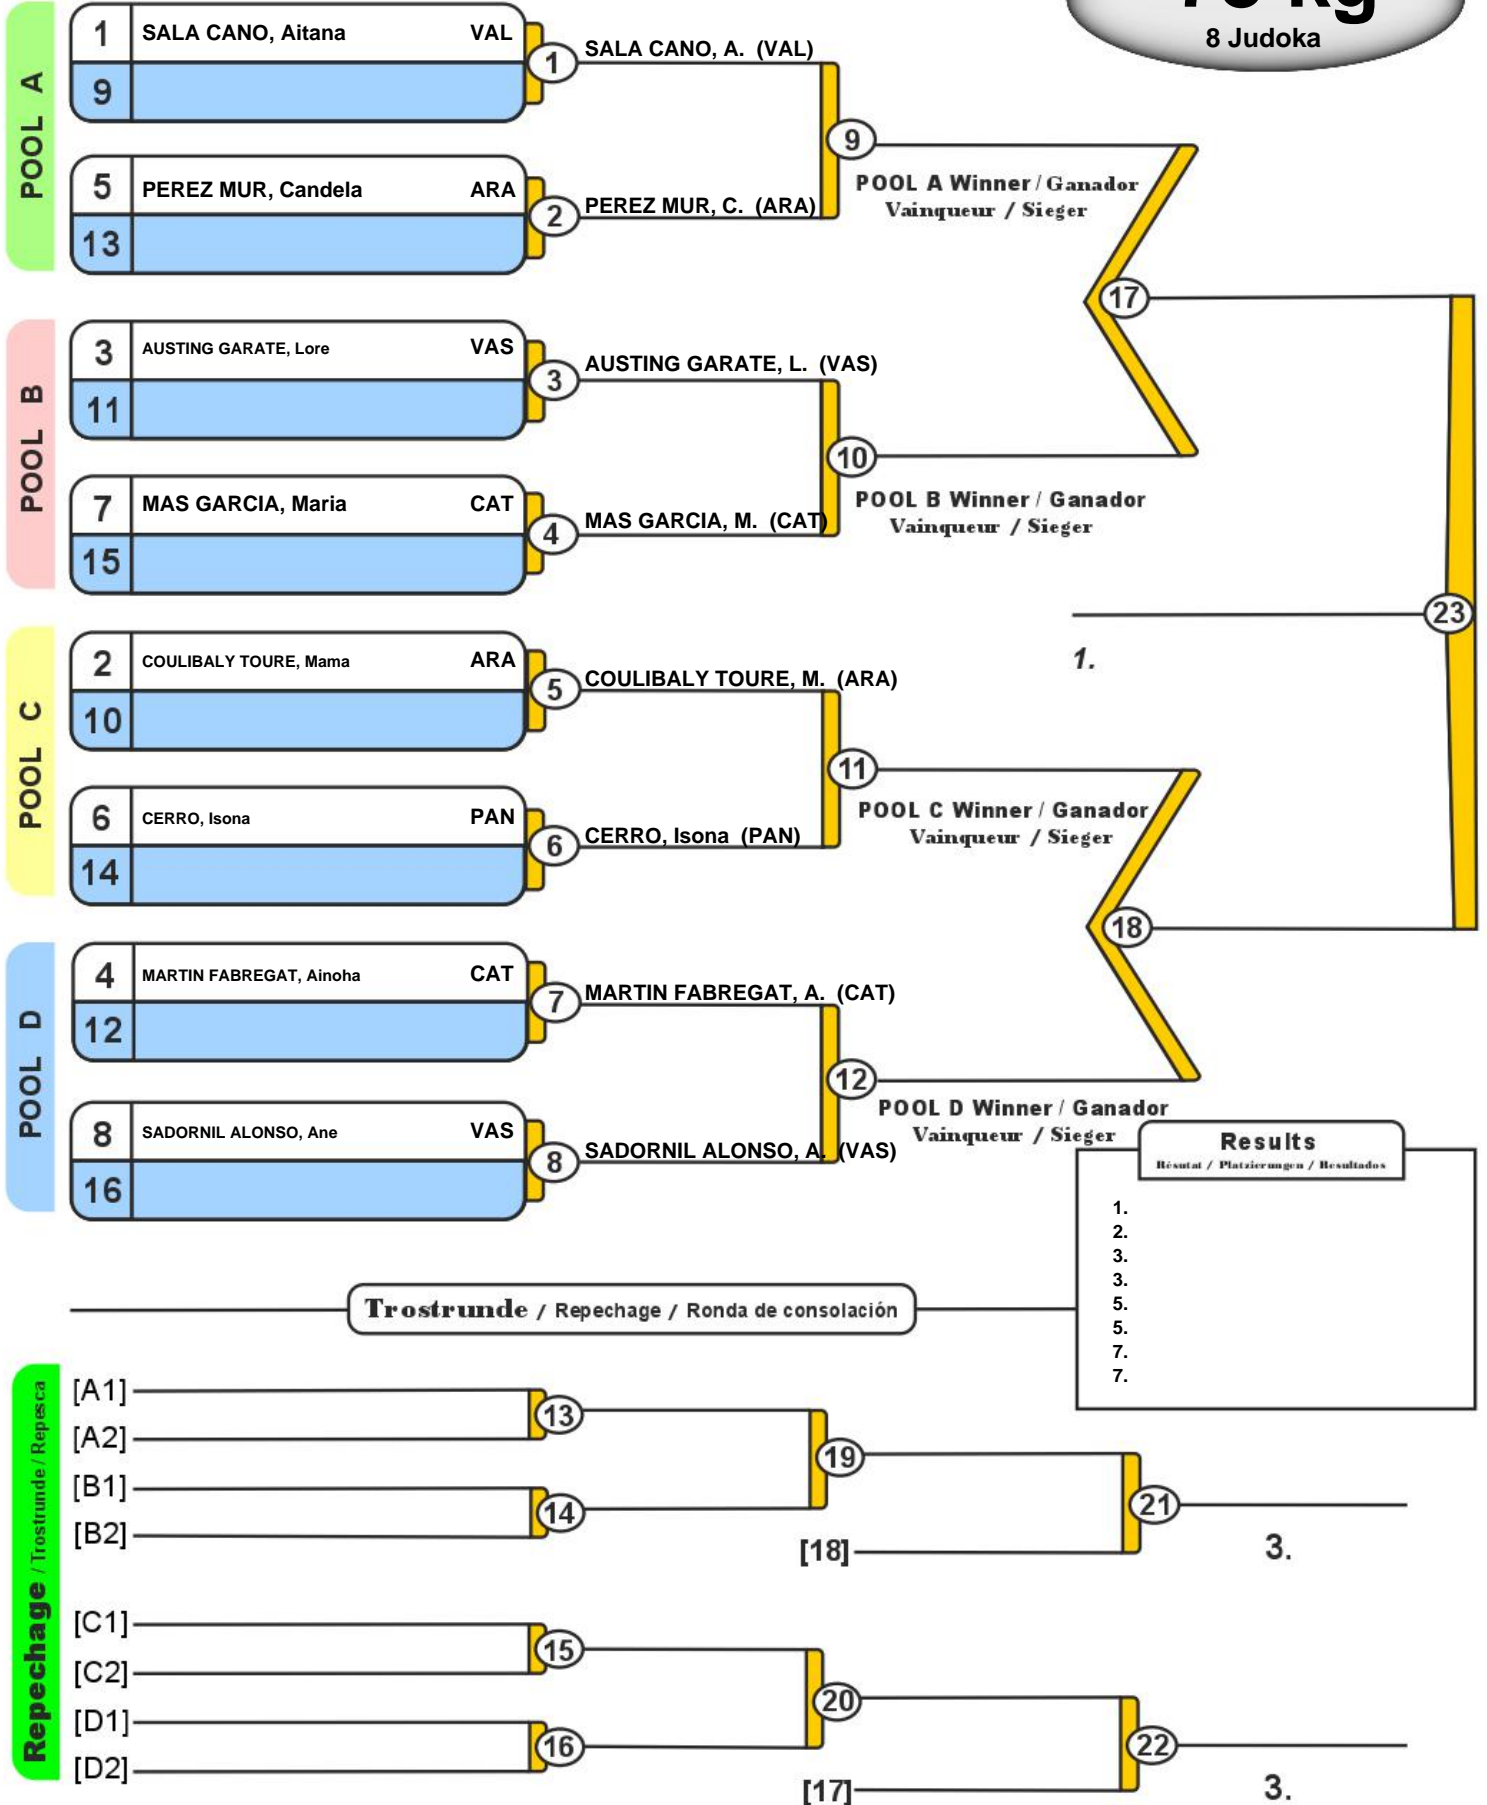 kg
8 Judoka
POOL A
1 SALA CANO, Aitana VAL
9
1
SALA CANO, A. (VAL)
5 PEREZ MUR, Candela ARA
13
2
PEREZ MUR, C. (ARA)
9
POOL A Winner / Ganador
Vainqueur / Sieger
POOL B
3 AUSTING GARATE, Lore VAS
11
3
AUSTING GARATE, L. (VAS)
7 MAS GARCIA, Maria CAT
15
4
MAS GARCIA, M. (CAT)
10
POOL B Winner / Ganador
Vainqueur / Sieger
17
23
1.
POOL C
2 COULIBALY TOURE, Mama ARA
10
5
COULIBALY TOURE, M. (ARA)
6 CERRO, Isona PAN
14
6
CERRO, Isona (PAN)
11
POOL C Winner / Ganador
Vainqueur / Sieger
POOL D
4 MARTIN FABREGAT, Ainoha CAT
12
7
MARTIN FABREGAT, A. (CAT)
8 SADORNIL ALONSO, Ane VAS
16
8
SADORNIL ALONSO, A. (VAS)
12
POOL D Winner / Ganador
Vainqueur / Sieger
18
Results
Résutat / Platzierungen / Resultados
1.
2.
3.
3.
5.
5.
7.
7.
Trostrunde / Repechage / Ronda de consolación
Repechage / Trostrunde / Repesca
[A1]
[A2]
13
[B1]
[B2]
14
19
[18]
21
3.
[C1]
[C2]
15
[D1]
[D2]
16
20
[17]
22
3.